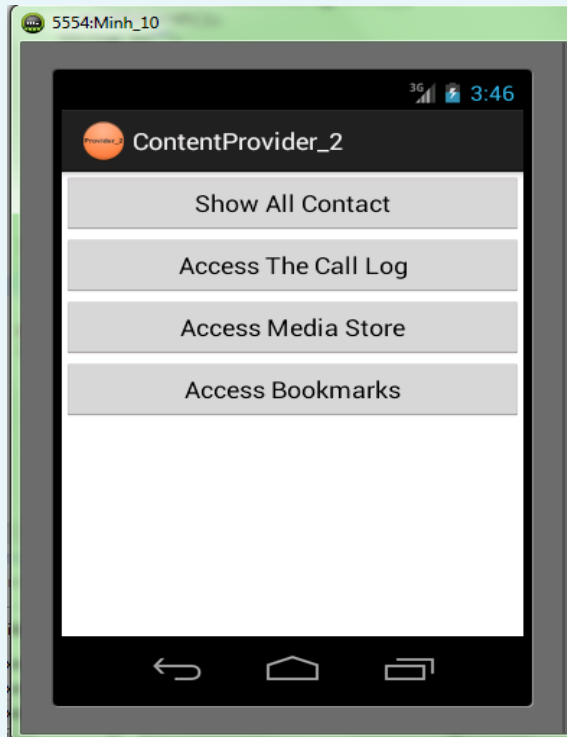 5554:Minh_10
3G 3:46
Provider_2
ContentProvider_2
Show All Contact
Access The Call Log
Access Media Store
Access Bookmarks